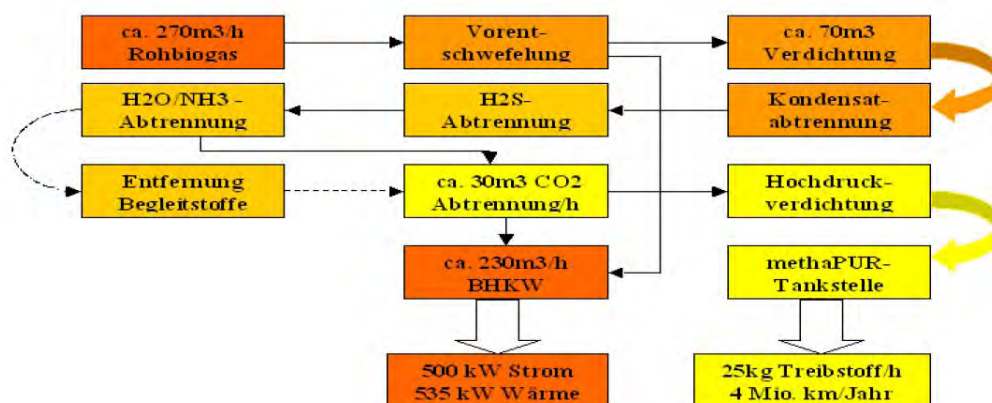 ca. 270m3/h
Rohbiogas
Vorent-
schwefelung
ca. 70m3
Verdichtung
H2O/NH3 -
Abtrennung
H2S-
Abtrennung
Kondensat-
abtrennung
Entfernung
Begleitstoffe
ca. 30m3 CO2
Abtrennung/h
Hochdruck-
verdichtung
ca. 230m3/h
BHKW
methaPUR-
Tankstelle
500 kW Strom
535 kW Wärme
25kg Treibstoff/h
4 Mio. km/Jahr